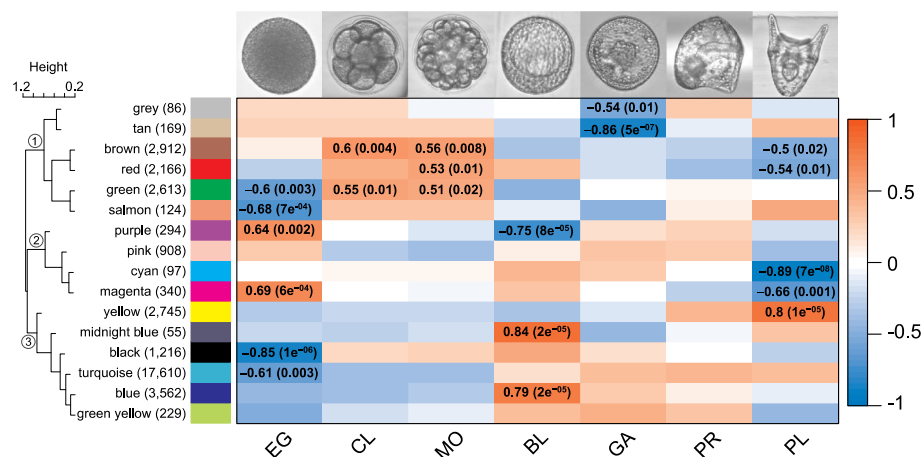 Height
1.2 0.2
1
2
3
grey (86) −0.54 (0.01)
tan (169) −0.86 (5e−07)
brown (2,912) 0.6 (0.004) 0.56 (0.008) −0.5 (0.02)
red (2,166) 0.53 (0.01) −0.54 (0.01)
green (2,613) −0.6 (0.003) 0.55 (0.01) 0.51 (0.02)
salmon (124) −0.68 (7e−04)
purple (294) 0.64 (0.002) −0.75 (8e−05)
pink (908)
cyan (97) −0.89 (7e−08)
magenta (340) 0.69 (6e−04) −0.66 (0.001)
yellow (2,745) 0.8 (1e−05)
midnight blue (55) 0.84 (2e−05)
black (1,216) −0.85 (1e−06)
turquoise (17,610) −0.61 (0.003)
blue (3,562) 0.79 (2e−05)
green yellow (229)
EG CL MO BL GA PR PL
1
0.5
0
-0.5
-1